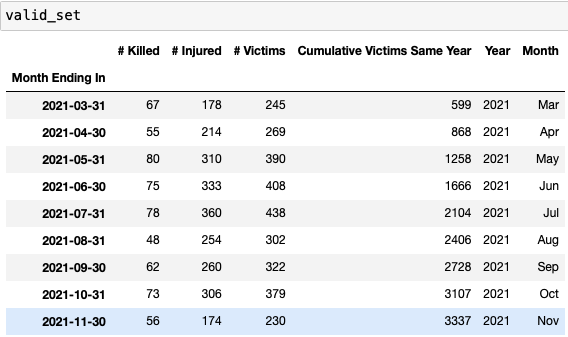 valid_set
# Killed # Injured # Victims Cumulative Victims Same Year Year Month
Month Ending In
2021-03-31 67 178 245 599 2021 Mar
2021-04-30 55 214 269 868 2021 Apr
2021-05-31 80 310 390 1258 2021 May
2021-06-30 75 333 408 1666 2021 Jun
2021-07-31 78 360 438 2104 2021 Jul
2021-08-31 48 254 302 2406 2021 Aug
2021-09-30 62 260 322 2728 2021 Sep
2021-10-31 73 306 379 3107 2021 Oct
2021-11-30 56 174 230 3337 2021 Nov